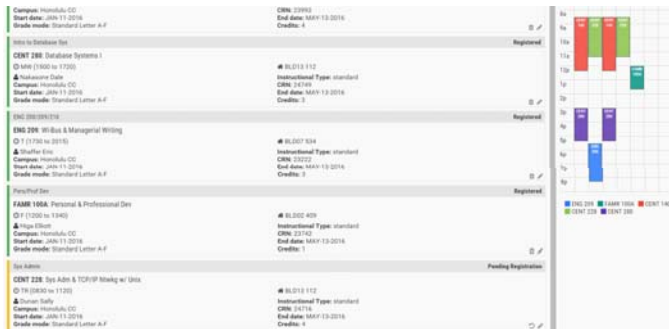 Campus: Honolulu CC
CRN: 23993
Start date: JAN-11-2016
End date: MAY-13-2016
Grade mode: Standard Letter A-F
Credits: 4
Intro to Database Sys
Registered
CENT 280: Database Systems I
MW (1600 to 1720)
BLD13 112
Nakasone Dale
Instructional Type: standard
Campus: Honolulu CC
CRN: 24749
Start date: JAN-11-2016
End date: MAY-13-2016
Grade mode: Standard Letter A-F
Credits: 3
ENG 200/209/210
Registered
ENG 209: WI-Bus & Managerial Writing
T (1730 to 2015)
BLD07 534
Shaffer Eric
Instructional Type: standard
Campus: Honolulu CC
CRN: 23222
Start date: JAN-11-2016
End date: MAY-13-2016
Grade mode: Standard Letter A-F
Credits: 3
Pers/Prof Dev
Registered
FAMR 100A: Personal & Professional Dev
F (1200 to 1340)
BLD02 409
Higa Elliott
Instructional Type: standard
Campus: Honolulu CC
CRN: 23742
Start date: JAN-11-2016
End date: MAY-13-2016
Grade mode: Standard Letter A-F
Credits: 1
Sys Admin
Pending Registration
CENT 228: Sys Adm & TCP/IP Ntwkg w/ Unix
TR (0830 to 1120)
BLD13 112
Dunan Sally
Instructional Type: standard
Campus: Honolulu CC
CRN: 24716
Start date: JAN-11-2016
End date: MAY-13-2016
Grade mode: Standard Letter A-F
Credits: 4
8a
9a
10a
11a
12p
1p
2p
3p
4p
5p
6p
7p
8p
FAMR 100A
ENG 209
FAMR 100A
CENT 140
CENT 228